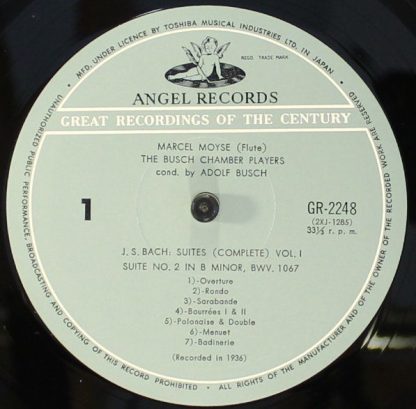 MFD. UNDER LICENCE BY TOSHIBA MUSICAL INDUSTRIES LTD. IN JAPAN
REGD. TRADE MARK.
ANGEL RECORDS
GREAT RECORDINGS OF THE CENTURY
MARCEL MOYSE (Flute)
THE BUSCH CHAMBER PLAYERS
cond. by ADOLF BUSCH
1
GR-2248
(2XJ-1285)
33⅓ r. p. m.
J. S. BACH: SUITES (COMPLETE) VOL. I
SUITE NO. 2 IN B MINOR, BWV. 1067
1)-Overture
2)-Rondo
3)-Sarabande
4)-Bourrées I & II
5)-Polonaise & Double
6)-Menuet
7)-Badinerie
(Recorded in 1936)
UNAUTHORIZED PUBLIC PERFORMANCE, BROADCASTING AND COPYING OF THIS RECORD PROHIBITED • ALL RIGHTS OF THE MANUFACTURER AND OF THE OWNER OF THE RECORDED WORK ARE RESERVED